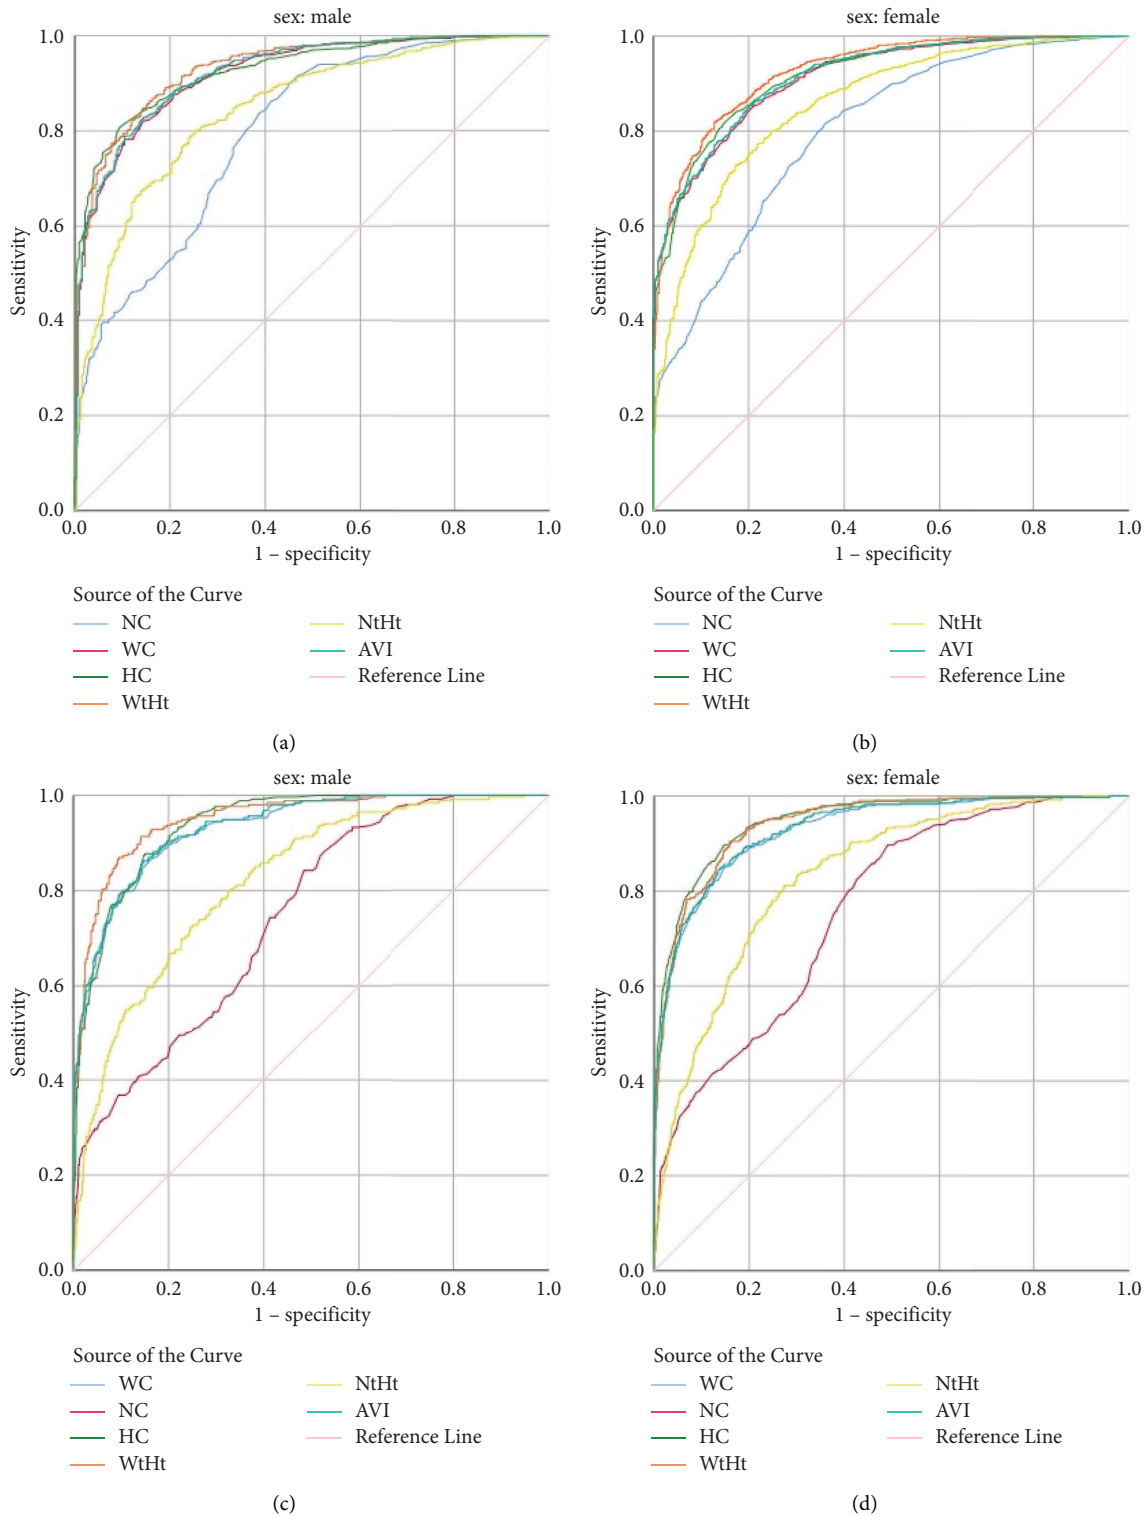 sex: male
1.0
0.8
0.6
0.4
0.2
0.0
Sensitivity
0.0 0.2 0.4 0.6 0.8 1.0
1 – specificity
Source of the Curve
NC
WC
HC
WtHt
NtHt
AVI
Reference Line
(a)
sex: female
1.0
0.8
0.6
0.4
0.2
0.0
Sensitivity
0.0 0.2 0.4 0.6 0.8 1.0
1 – specificity
Source of the Curve
NC
WC
HC
WtHt
NtHt
AVI
Reference Line
(b)
sex: male
1.0
0.8
0.6
0.4
0.2
0.0
Sensitivity
0.0 0.2 0.4 0.6 0.8 1.0
1 – specificity
Source of the Curve
WC
NC
HC
WtHt
NtHt
AVI
Reference Line
(c)
sex: female
1.0
0.8
0.6
0.4
0.2
0.0
Sensitivity
0.0 0.2 0.4 0.6 0.8 1.0
1 – specificity
Source of the Curve
WC
NC
HC
WtHt
NtHt
AVI
Reference Line
(d)